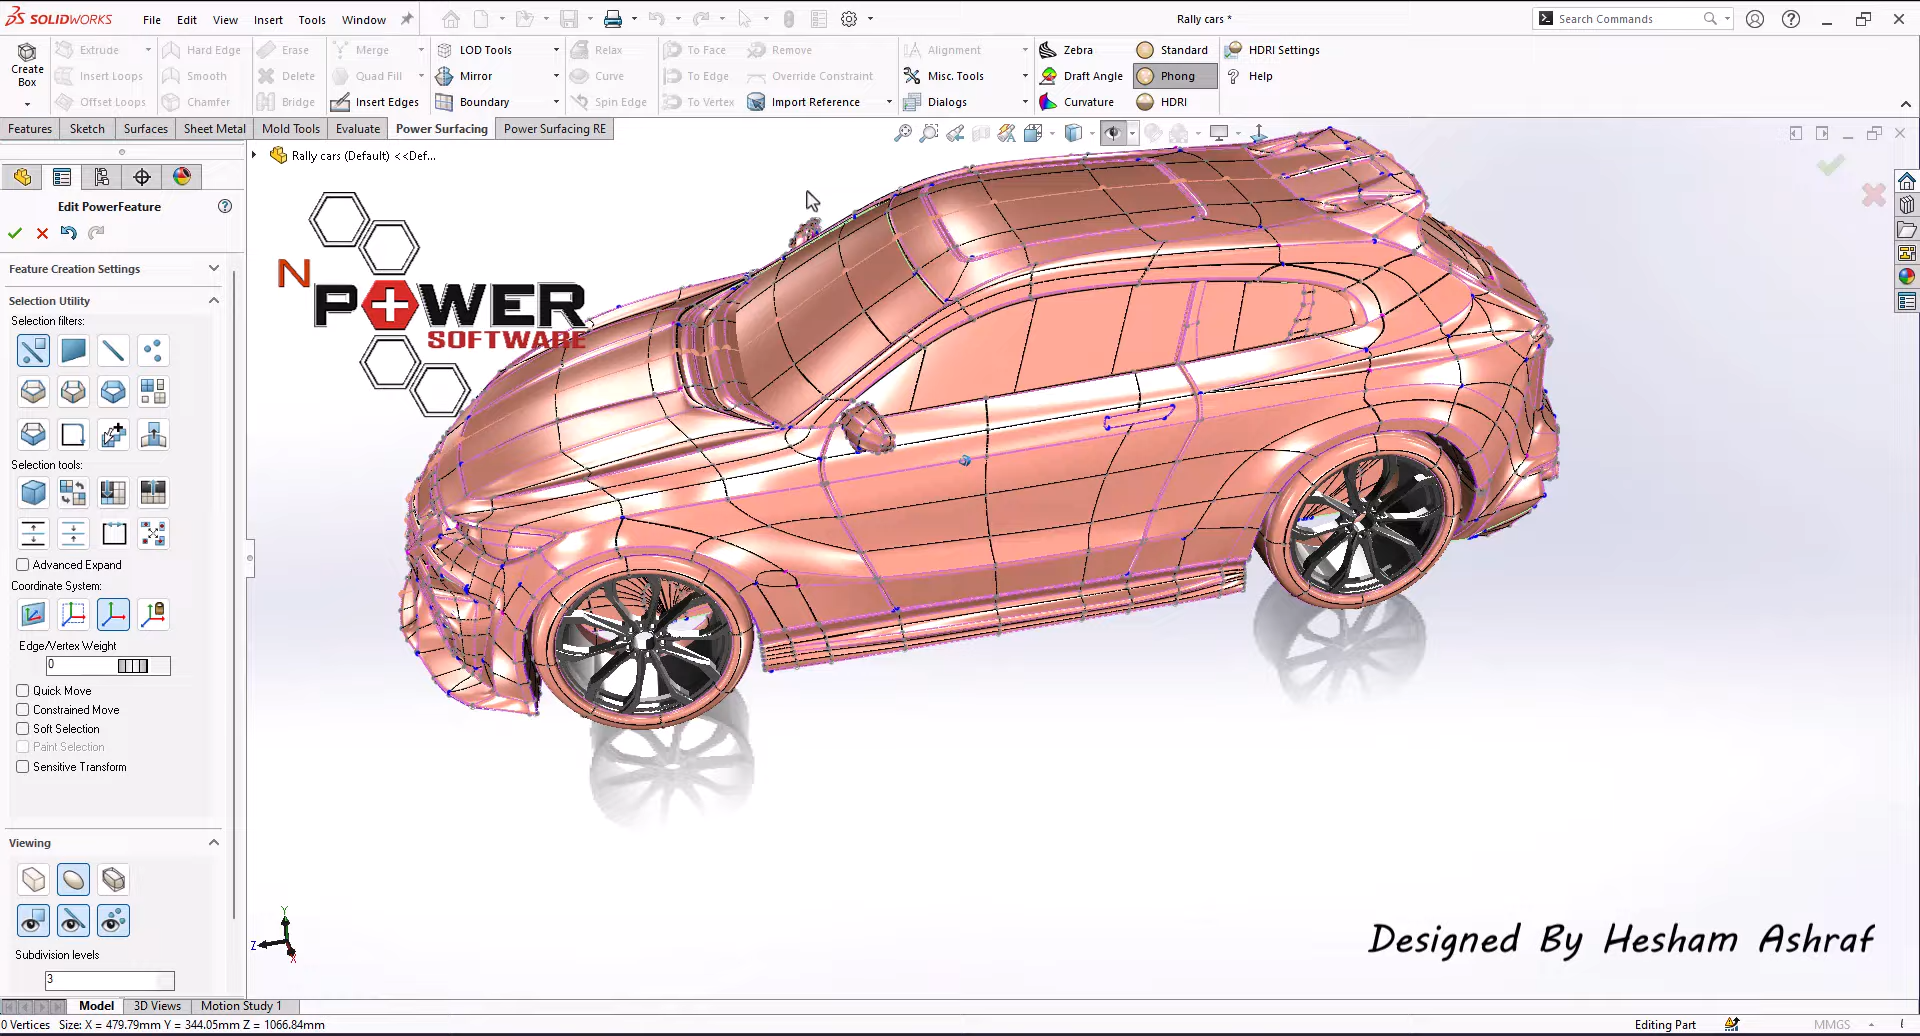 SOLIDWORKS File Edit View Insert Tools Window Rally cars * Search Commands
Create Box
Extrude Hard Edge Erase Merge LOD Tools Relax To Face Remove Alignment Zebra Standard HDRI Settings
Insert Loops Smooth Delete Quad Fill Mirror Curve To Edge Override Constraint Misc. Tools Draft Angle Phong Help
Offset Loops Chamfer Bridge Insert Edges Boundary Spin Edge To Vertex Import Reference Dialogs Curvature HDRI
Features Sketch Surfaces Sheet Metal Mold Tools Evaluate Power Surfacing Power Surfacing RE
Rally cars (Default) <<Def...
Edit PowerFeature
Feature Creation Settings
Selection Utility
Selection filters:
Selection tools:
Advanced Expand
Coordinate System:
Edge/Vertex Weight
0
Quick Move
Constrained Move
Soft Selection
Paint Selection
Sensitive Transform
Viewing
Subdivision levels
3
N
POWER
SOFTWARE
Y
Z
X
Designed By Hesham Ashraf
Model 3D Views Motion Study 1
0 Vertices Size: X = 479.79mm Y = 344.05mm Z = 1066.84mm Editing Part MMGS